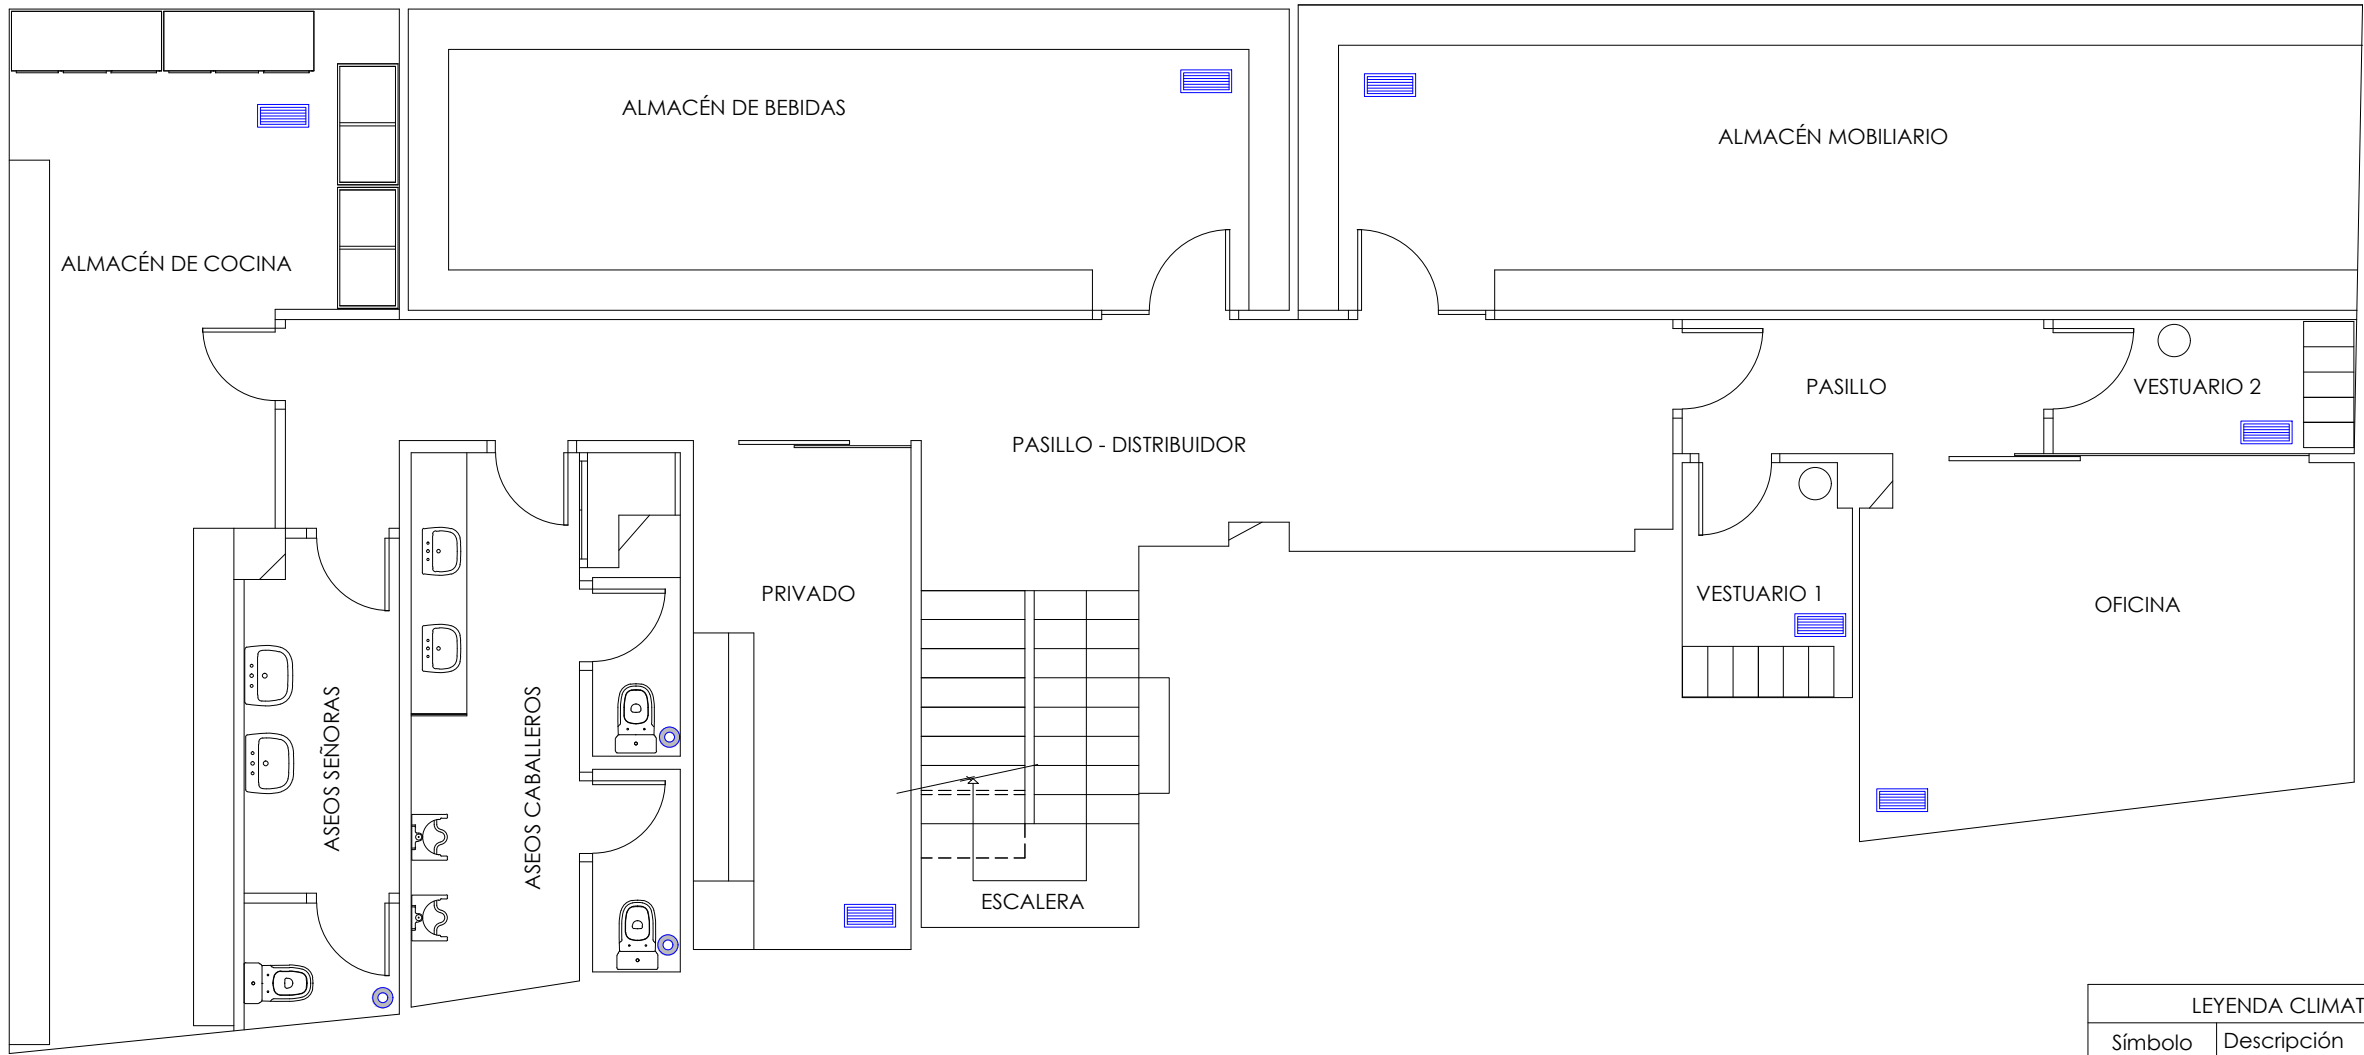 ALMACÉN DE BEBIDAS
ALMACÉN MOBILIARIO
ALMACÉN DE COCINA
PASILLO
VESTUARIO 2
PASILLO - DISTRIBUIDOR
PRIVADO
VESTUARIO 1
OFICINA
ASEOS SEÑORAS
ASEOS CABALLEROS
ESCALERA
LEYENDA CLIMAT
Símbolo
Descripción